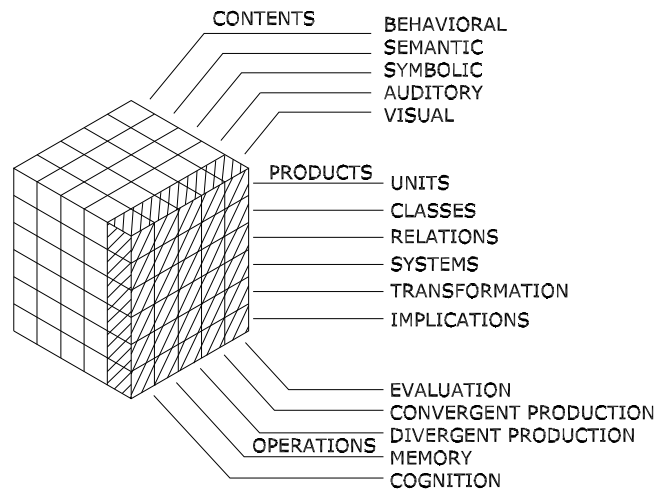 CONTENTS
BEHAVIORAL
SEMANTIC
SYMBOLIC
AUDITORY
VISUAL
PRODUCTS
UNITS
CLASSES
RELATIONS
SYSTEMS
TRANSFORMATION
IMPLICATIONS
EVALUATION
CONVERGENT PRODUCTION
DIVERGENT PRODUCTION
OPERATIONS
MEMORY
COGNITION